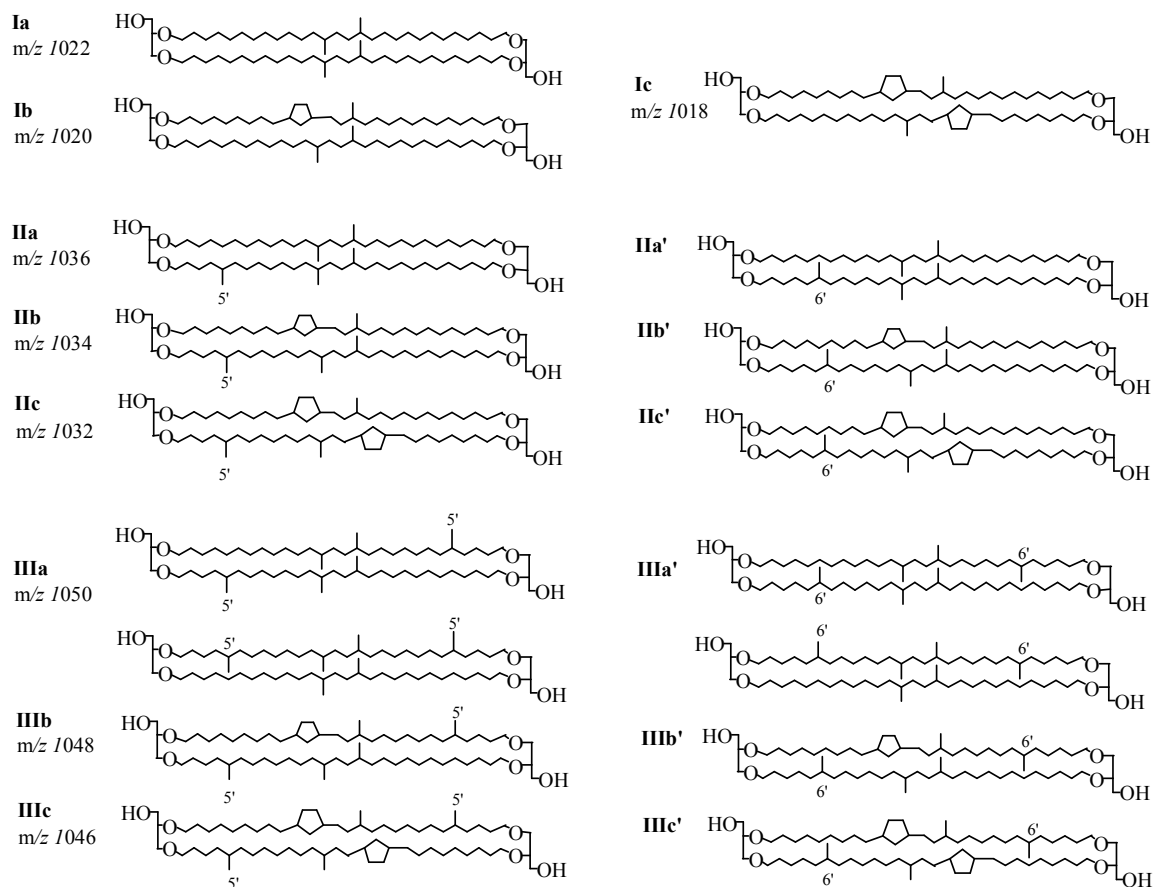 Ia
m/z 1022
HO
O
O
O
O
OH
Ib
m/z 1020
HO
O
O
O
O
OH
Ic
m/z 1018
HO
O
O
O
O
OH
IIa
m/z 1036
HO
O
O
O
O
OH
5'
IIa'
HO
O
O
O
O
OH
6'
IIb
m/z 1034
HO
O
O
O
O
OH
5'
IIb'
HO
O
O
O
O
OH
6'
IIc
m/z 1032
HO
O
O
O
O
OH
5'
IIc'
HO
O
O
O
O
OH
6'
IIIa
m/z 1050
5'
HO
O
O
O
O
OH
5'
5'
5'
HO
O
O
O
O
OH
IIIa'
6'
HO
O
O
O
O
OH
6'
6'
6'
HO
O
O
O
O
OH
IIIb
m/z 1048
5'
HO
O
O
O
O
OH
5'
IIIb'
6'
HO
O
O
O
O
OH
6'
IIIc
m/z 1046
5'
HO
O
O
O
O
OH
5'
IIIc'
6'
HO
O
O
O
O
OH
6'